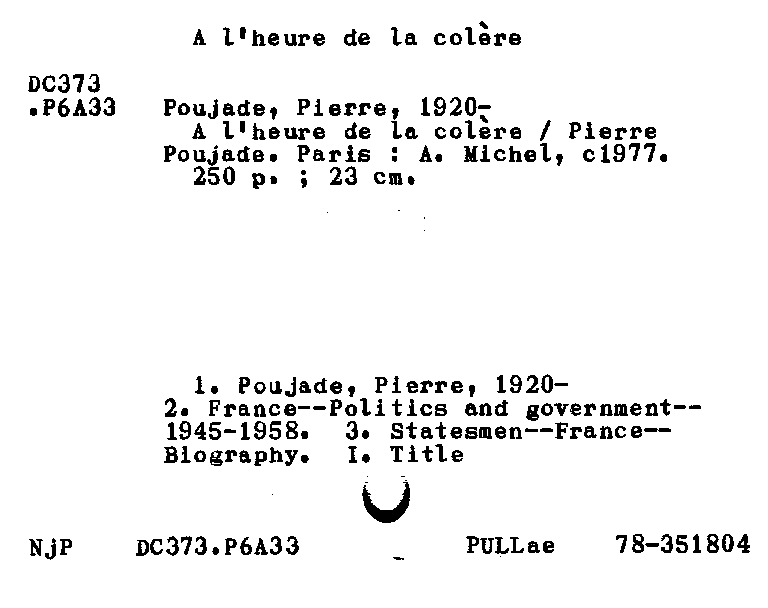 A l'heure de la colère
DC373
.P6A33 Poujade, Pierre, 1920-
A l'heure de la colère / Pierre
Poujade. Paris : A. Michel, c1977.
250 p. ; 23 cm.
1. Poujade, Pierre, 1920-
2. France--Politics and government--
1945-1958. 3. Statesmen--France--
Biography. I. Title
NjP DC373.P6A33 PULLae 78-351804